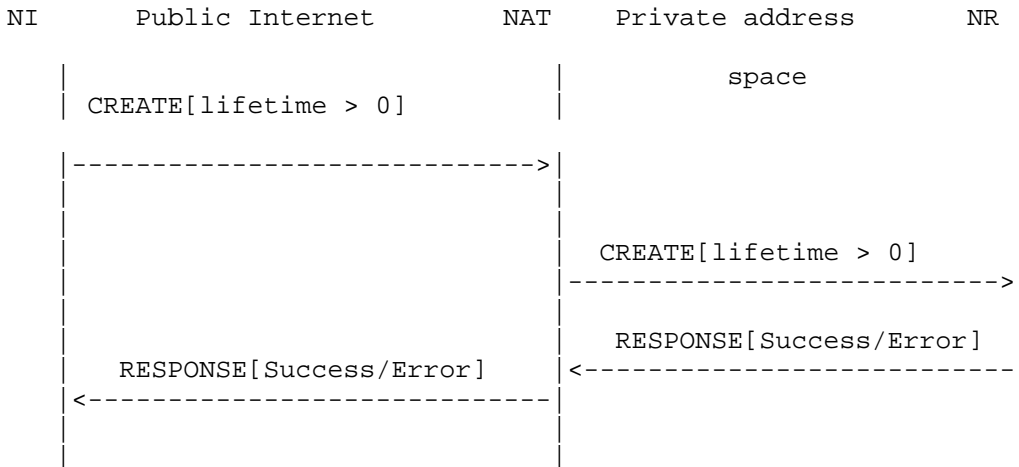 NI Public Internet NAT Private address NR
| | space
| CREATE[lifetime > 0] |
|----------------------------->|
| |
| |
| | CREATE[lifetime > 0]
| |--------------------------->
| |
| | RESPONSE[Success/Error]
| RESPONSE[Success/Error] |<---------------------------
|<-----------------------------|
| |
| |